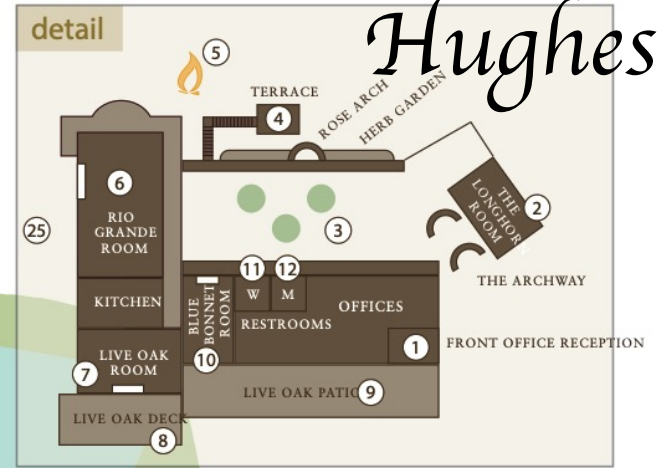 detail
Hughes
5
TERRACE
4
ROSE ARCH
HERB GARDEN
6
RIO
GRANDE
ROOM
25
3
THE
LONGHOR
ROOM
2
THE ARCHWAY
11
12
W
M
KITCHEN
BLUE
BONNET
ROOM
RESTROOMS
OFFICES
10
1
FRONT OFFICE RECEPTION
LIVE OAK
ROOM
7
LIVE OAK PATIO
9
LIVE OAK DECK
8